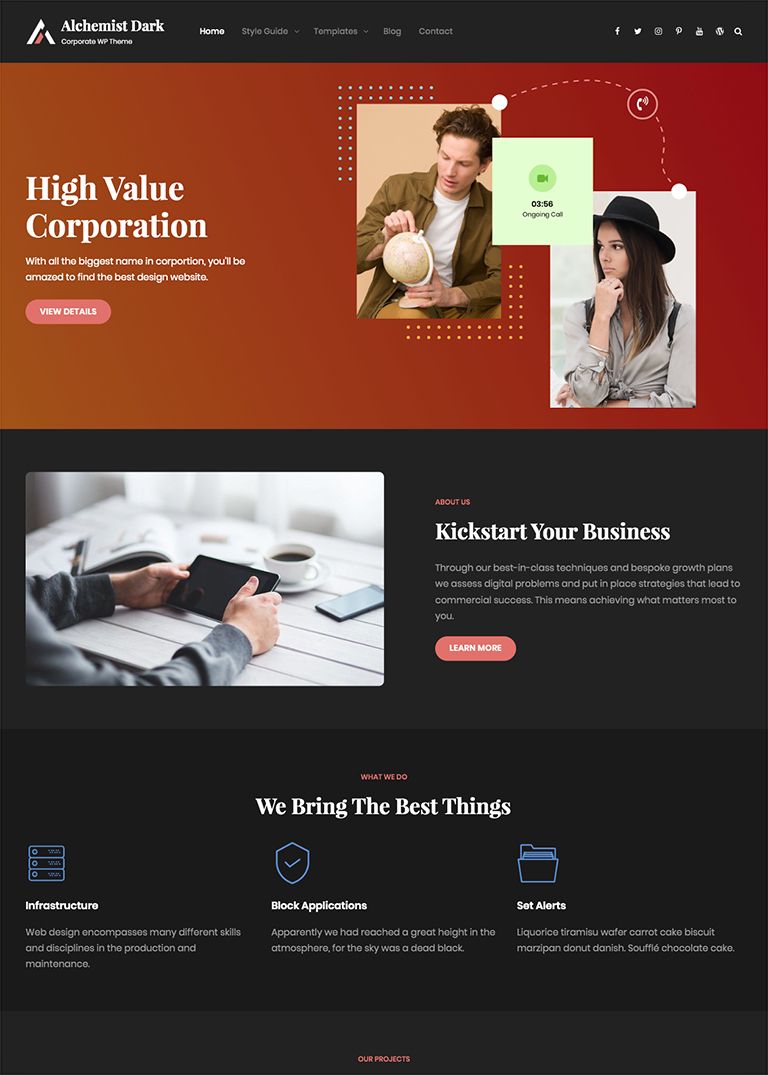 Alchemist Dark
Corporate WP Theme
Home
Style Guide
Templates
Blog
Contact
High Value
Corporation
With all the biggest name in corportion, you'll be
amazed to find the best design website.
VIEW DETAILS
03:56
Ongoing Call
ABOUT US
Kickstart Your Business
Through our best-in-class techniques and bespoke growth plans
we assess digital problems and put in place strategies that lead to
commercial success. This means achieving what matters most to
you.
LEARN MORE
WHAT WE DO
We Bring The Best Things
Infrastructure
Web design encompasses many different skills
and disciplines in the production and
maintenance.
Block Applications
Apparently we had reached a great height in the
atmosphere, for the sky was a dead black.
Set Alerts
Liquorice tiramisu wafer carrot cake biscuit
marzipan donut danish. Soufflé chocolate cake.
OUR PROJECTS